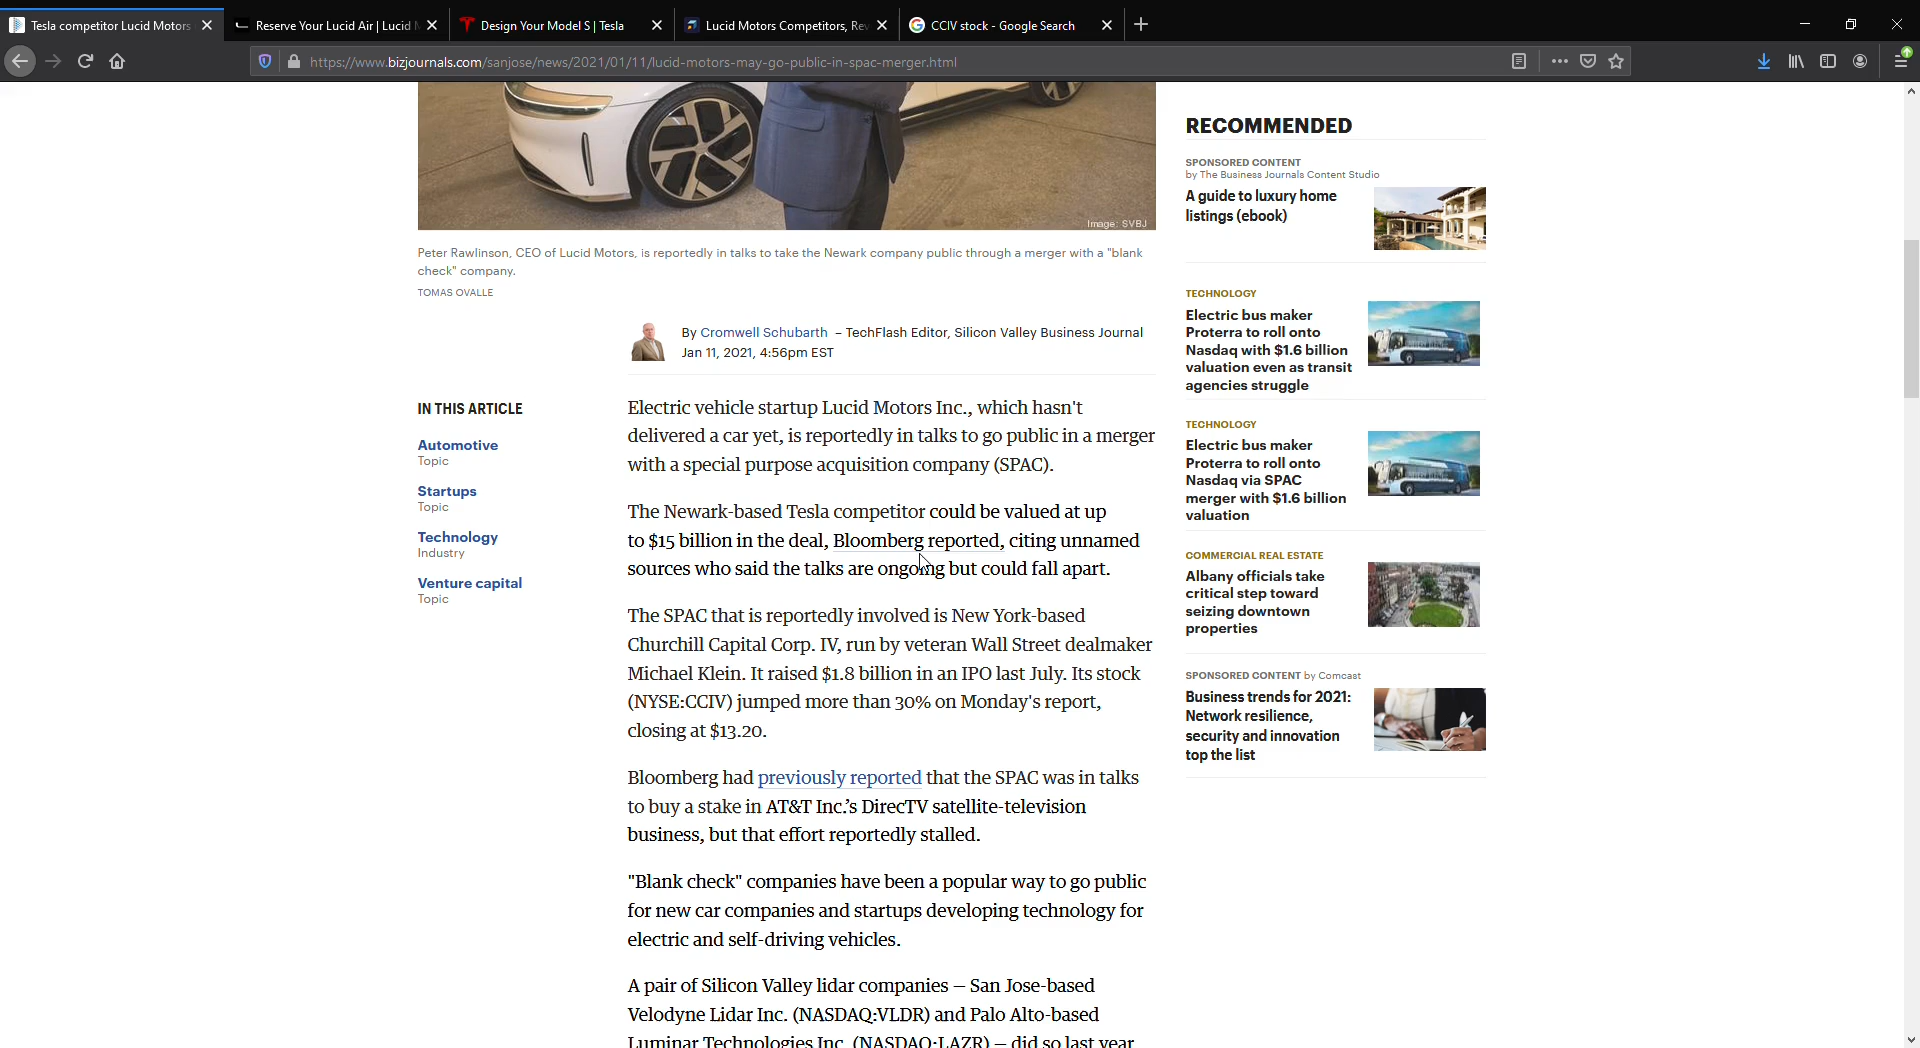 Tesla competitor Lucid Motors
Reserve Your Lucid Air | Lucid
Design Your Model S | Tesla
Lucid Motors Competitors, Rev
CCIV stock - Google Search
https://www.bizjournals.com/sanjose/news/2021/01/11/lucid-motors-may-go-public-in-spac-merger.html
Image: SVBJ
Peter Rawlinson, CEO of Lucid Motors, is reportedly in talks to take the Newark company public through a merger with a "blank
check" company.
TOMAS OVALLE
By Cromwell Schubarth – TechFlash Editor, Silicon Valley Business Journal
Jan 11, 2021, 4:56pm EST
IN THIS ARTICLE
Automotive
Topic
Startups
Topic
Technology
Industry
Venture capital
Topic
Electric vehicle startup Lucid Motors Inc., which hasn't
delivered a car yet, is reportedly in talks to go public in a merger
with a special purpose acquisition company (SPAC).
The Newark-based Tesla competitor could be valued at up
to $15 billion in the deal, Bloomberg reported, citing unnamed
sources who said the talks are ongoing but could fall apart.
The SPAC that is reportedly involved is New York-based
Churchill Capital Corp. IV, run by veteran Wall Street dealmaker
Michael Klein. It raised $1.8 billion in an IPO last July. Its stock
(NYSE:CCIV) jumped more than 30% on Monday's report,
closing at $13.20.
Bloomberg had previously reported that the SPAC was in talks
to buy a stake in AT&T Inc.'s DirecTV satellite-television
business, but that effort reportedly stalled.
"Blank check" companies have been a popular way to go public
for new car companies and startups developing technology for
electric and self-driving vehicles.
A pair of Silicon Valley lidar companies — San Jose-based
Velodyne Lidar Inc. (NASDAQ:VLDR) and Palo Alto-based
Luminar Technologies Inc. (NASDAQ:LAZR) — did so last year
RECOMMENDED
SPONSORED CONTENT
by The Business Journals Content Studio
A guide to luxury home
listings (ebook)
TECHNOLOGY
Electric bus maker
Proterra to roll onto
Nasdaq with $1.6 billion
valuation even as transit
agencies struggle
TECHNOLOGY
Electric bus maker
Proterra to roll onto
Nasdaq via SPAC
merger with $1.6 billion
valuation
COMMERCIAL REAL ESTATE
Albany officials take
critical step toward
seizing downtown
properties
SPONSORED CONTENT by Comcast
Business trends for 2021:
Network resilience,
security and innovation
top the list